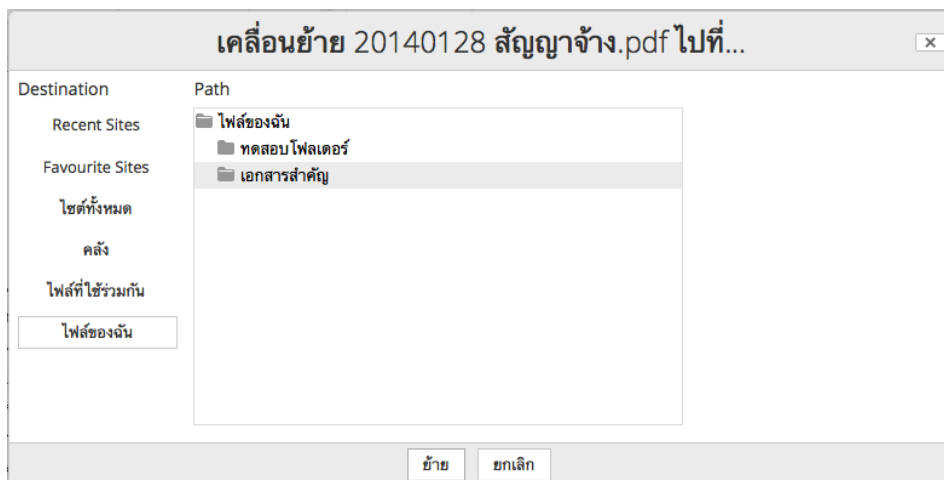 เคลื่อนย้าย 20140128 สัญญาจ้าง.pdf ไปที่...
Destination
Path
Recent Sites
Favourite Sites
ไซต์ทั้งหมด
คลัง
ไฟล์ที่ใช้ร่วมกัน
ไฟล์ของฉัน
ไฟล์ของฉัน
ทดสอบโฟลเดอร์
เอกสารสำคัญ
ย้าย
ยกเลิก